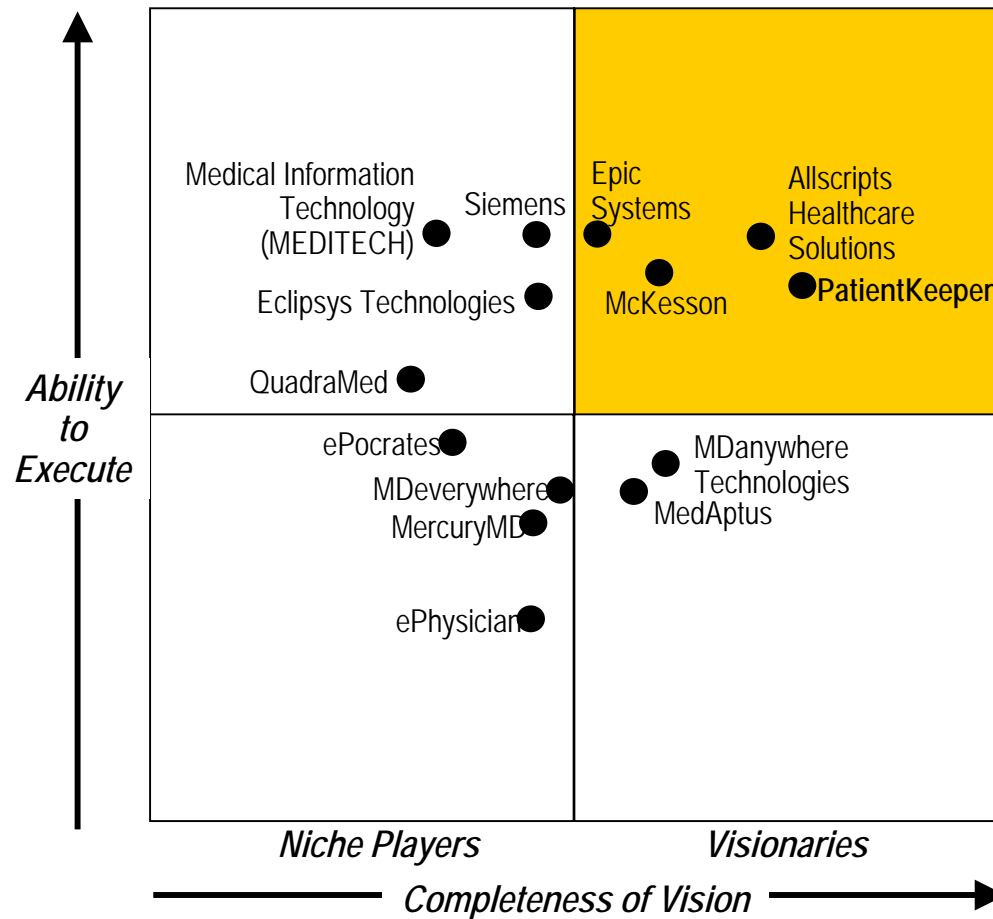 Medical Information
Technology
(MEDITECH)
Siemens
Epic
Systems
Allscripts
Healthcare
Solutions
PatientKeeper
McKesson
Eclipsys Technologies
QuadraMed
Ability
to
Execute
ePocrates
MDeverywhere
MercuryMD
ePhysician
MDanywhere
Technologies
MedAptus
Niche Players
Visionaries
Completeness of Vision